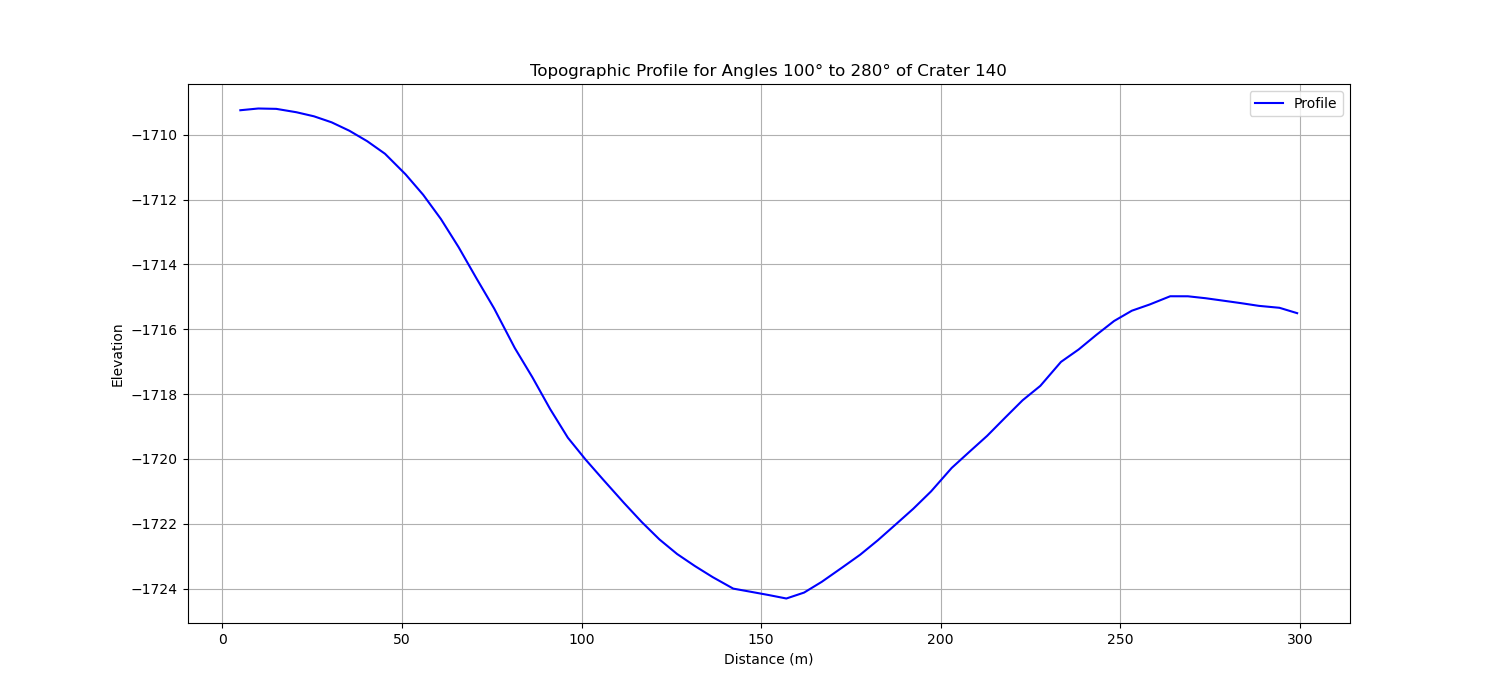 Topographic Profile for Angles 100° to 280° of Crater 140
Profile
−1710
−1712
−1714
−1716
−1718
−1720
−1722
−1724
Elevation
0 50 100 150 200 250 300
Distance (m)